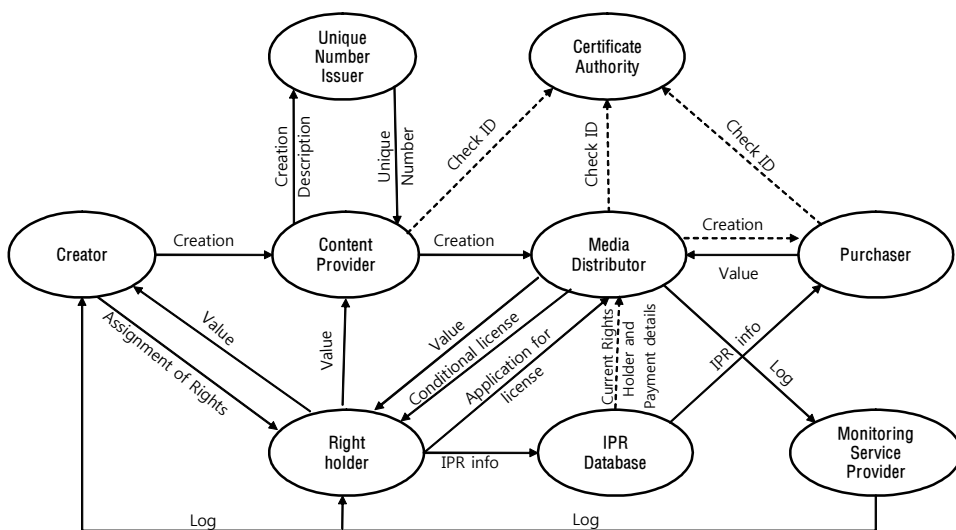 Unique
Number
Issuer
Certificate
Authority
Creation
Description
Unique
Number
Check ID
Check ID
Check ID
Creator
Creation
Content
Provider
Creation
Media
Distributor
Creation
Value
Purchaser
Assignment of Rights
Value
Value
Value
Conditional license
Application for
license
Current Rights
Holder and
Payment details
IPR info
Log
Right
holder
IPR info
IPR
Database
Monitoring
Service
Provider
Log
Log